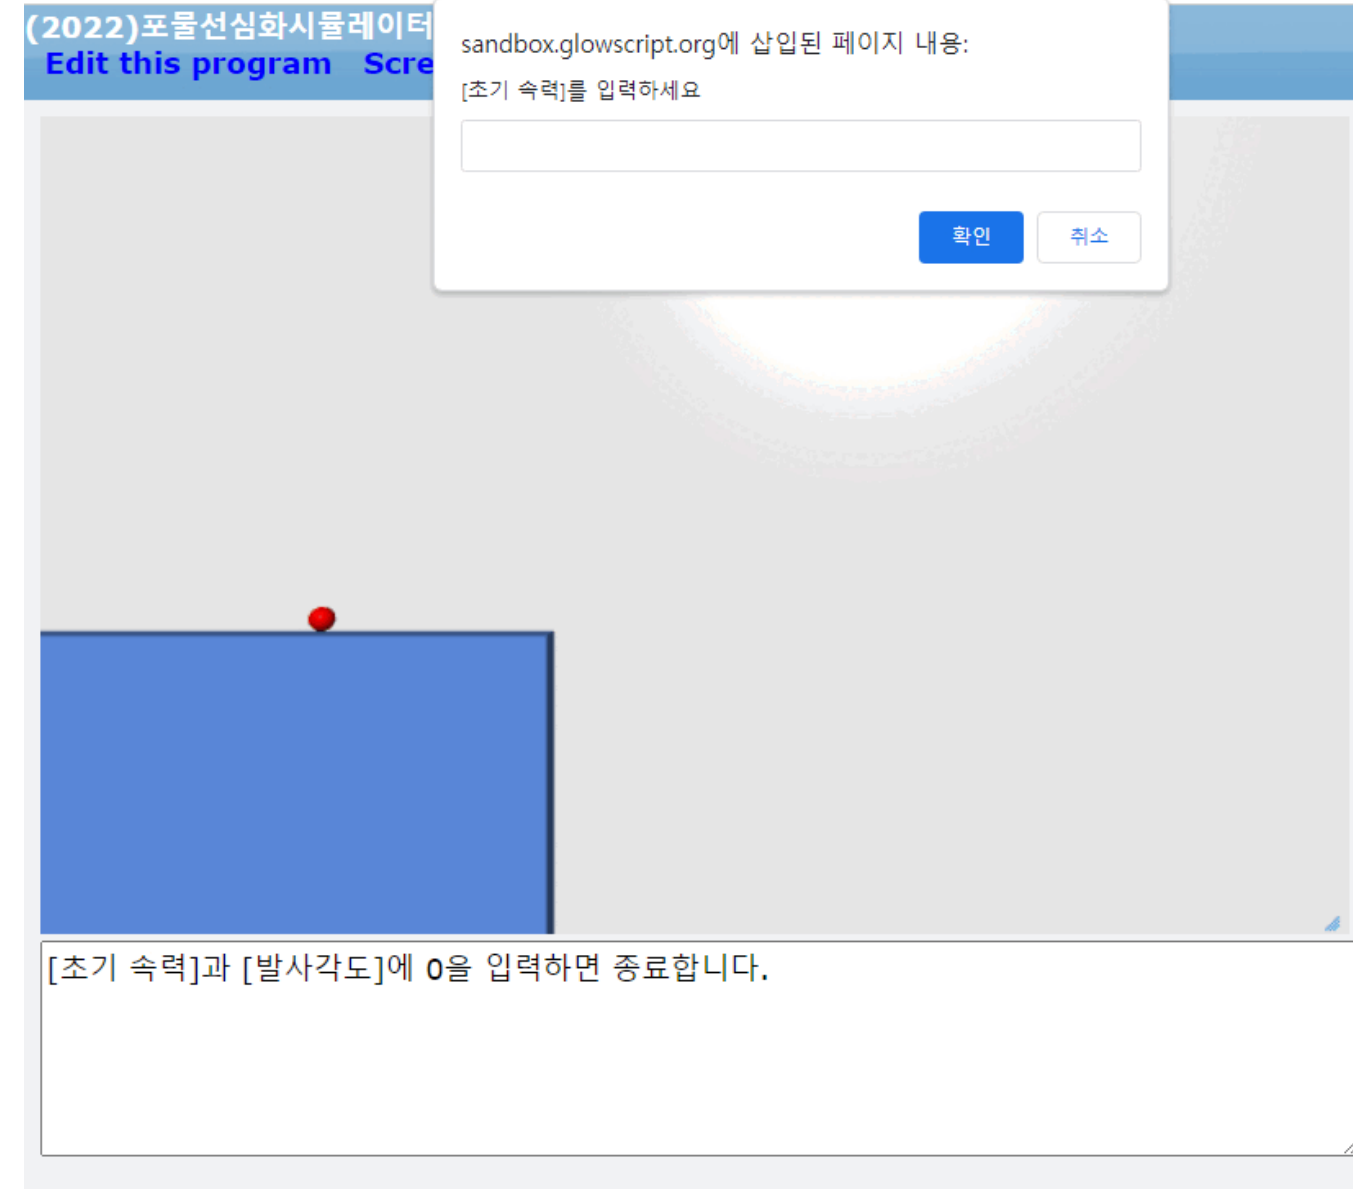 (2022)포물선심화시뮬레이터
Edit this program Scre
sandbox.glowscript.org에 삽입된 페이지 내용:
[초기 속력]를 입력하세요
확인 취소
[초기 속력]과 [발사각도]에 0을 입력하면 종료합니다.